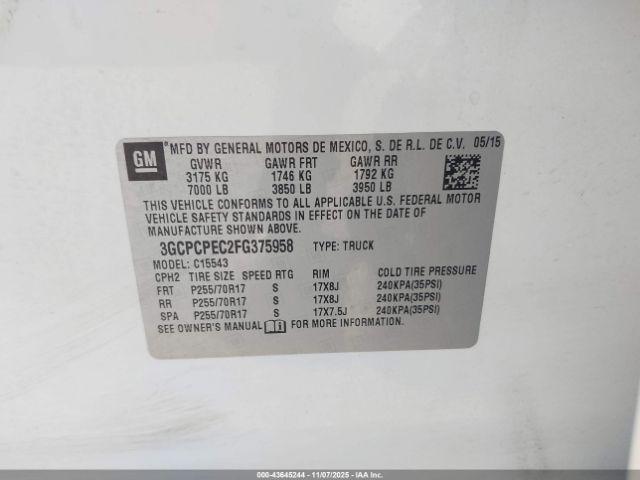 GM
® MFD BY GENERAL MOTORS DE MEXICO, S. DE R.L. DE C.V. 05/15
GVWR GAWR FRT GAWR RR
3175 KG 1746 KG 1792 KG
7000 LB 3850 LB 3950 LB
THIS VEHICLE CONFORMS TO ALL APPLICABLE U.S. FEDERAL MOTOR
VEHICLE SAFETY STANDARDS IN EFFECT ON THE DATE OF
MANUFACTURE SHOWN ABOVE.
3GCPCPEC2FG375958 TYPE: TRUCK
MODEL: C15543
CPH2 TIRE SIZE SPEED RTG RIM COLD TIRE PRESSURE
FRT P255/70R17 S 17X8J 240KPA(35PSI)
RR P255/70R17 S 17X8J 240KPA(35PSI)
SPA P255/70R17 S 17X7.5J 240KPA(35PSI)
SEE OWNER'S MANUAL FOR MORE INFORMATION.
000-43645244 - 11/07/2025 - IAAI.com